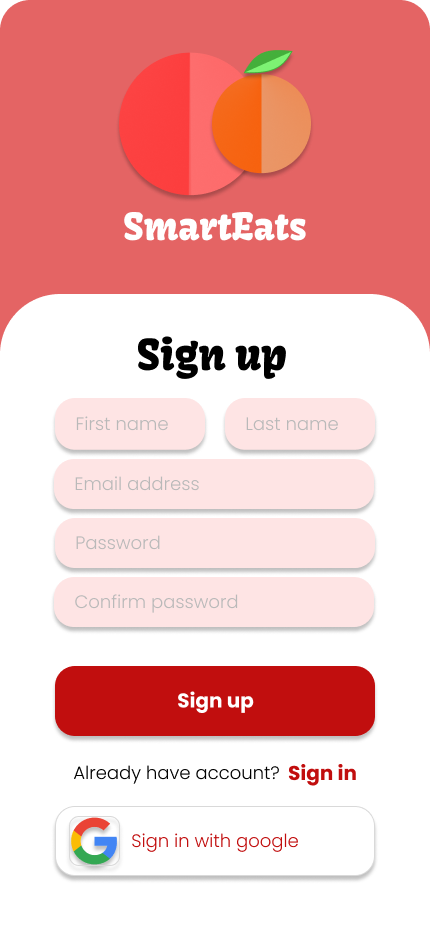 SmartEats
Sign up
First name Last name
Email address
Password
Confirm password
Sign up
Already have account? Sign in
Sign in with google